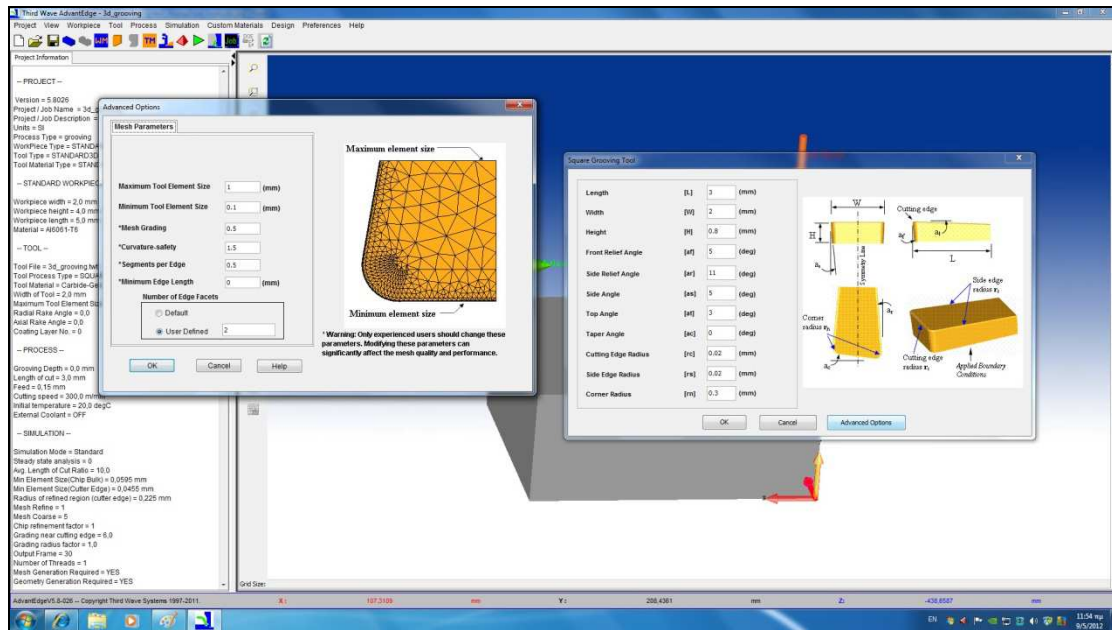 Third Wave AdvantEdge - 3d_grooving
Project View Workpiece Tool Process Simulation Custom Materials Design Preferences Help
WM TM Job
Project Information
-- PROJECT --
Version = 5.8026
Project / Job Name = 3d_g
Project / Job Description =
Units = SI
Process Type = grooving
WorkPiece Type = STANDA
Tool Type = STANDARD3D
Tool Material Type = STAN
-- STANDARD WORKPIEC
Workpiece width = 2,0 mm
Workpiece height = 4,0 mm
Workpiece length = 5,0 mm
Material = Al6061-T6
-- TOOL --
Tool File = 3d_grooving.twt
Tool Process Type = SQUA
Tool Material = Carbide-Ge
Width of Tool = 2,0 mm
Maximum Tool Element Si
Radial Rake Angle = 0,0
Axial Rake Angle = 0,0
Coating Layer No. = 0
-- PROCESS --
Grooving Depth = 0,0 mm
Length of cut = 3,0 mm
Feed = 0,15 mm
Cutting speed = 300,0 m/min
Initial temperature = 20,0 degC
External Coolant = OFF
-- SIMULATION --
Simulation Mode = Standard
Steady state analysis = 0
Avg. Length of Cut Ratio = 10,0
Min Element Size(Chip Bulk) = 0,0595 mm
Min Element Size(Cutter Edge) = 0,0455 mm
Radius of refined region (cutter edge) = 0,225 mm
Mesh Refine = 1
Mesh Coarse = 5
Chip refinement factor = 1
Grading near cutting edge = 6,0
Grading radius factor = 1,0
Output Frame = 30
Number of Threads = 1
Mesh Generation Required = YES
Geometry Generation Required = YES
Advanced Options
Mesh Parameters
Maximum Tool Element Size 1 (mm)
Minimum Tool Element Size 0.1 (mm)
*Mesh Grading 0.5
*Curvature-safety 1.5
*Segments per Edge 0.5
*Minimum Edge Length 0 (mm)
Number of Edge Facets
Default
User Defined 2
OK Cancel Help
Maximum element size
Minimum element size
* Warning: Only experienced users should change these
parameters. Modifying these parameters can
significantly affect the mesh quality and performance.
Square Grooving Tool
Length [L] 3 (mm)
Width [W] 2 (mm)
Height [H] 0.8 (mm)
Front Relief Angle [af] 5 (deg)
Side Relief Angle [ar] 11 (deg)
Side Angle [as] 5 (deg)
Top Angle [at] 3 (deg)
Taper Angle [ac] 0 (deg)
Cutting Edge Radius [rc] 0.02 (mm)
Side Edge Radius [rs] 0.02 (mm)
Corner Radius [rn] 0.3 (mm)
OK Cancel Advanced Options
W
H
Cutting edge
L
Symmetry Line
Side edge
radius
Corner
radius
Cutting edge
radius
Applied Boundary
Conditions
Grid Size:
AdvantEdgeV5.8-026 -- Copyright Third Wave Systems 1997-2011
X: 107,3109 mm Y: 208,4361 mm Z: -436,6587 mm
EN
11:54 πμ
9/5/2012